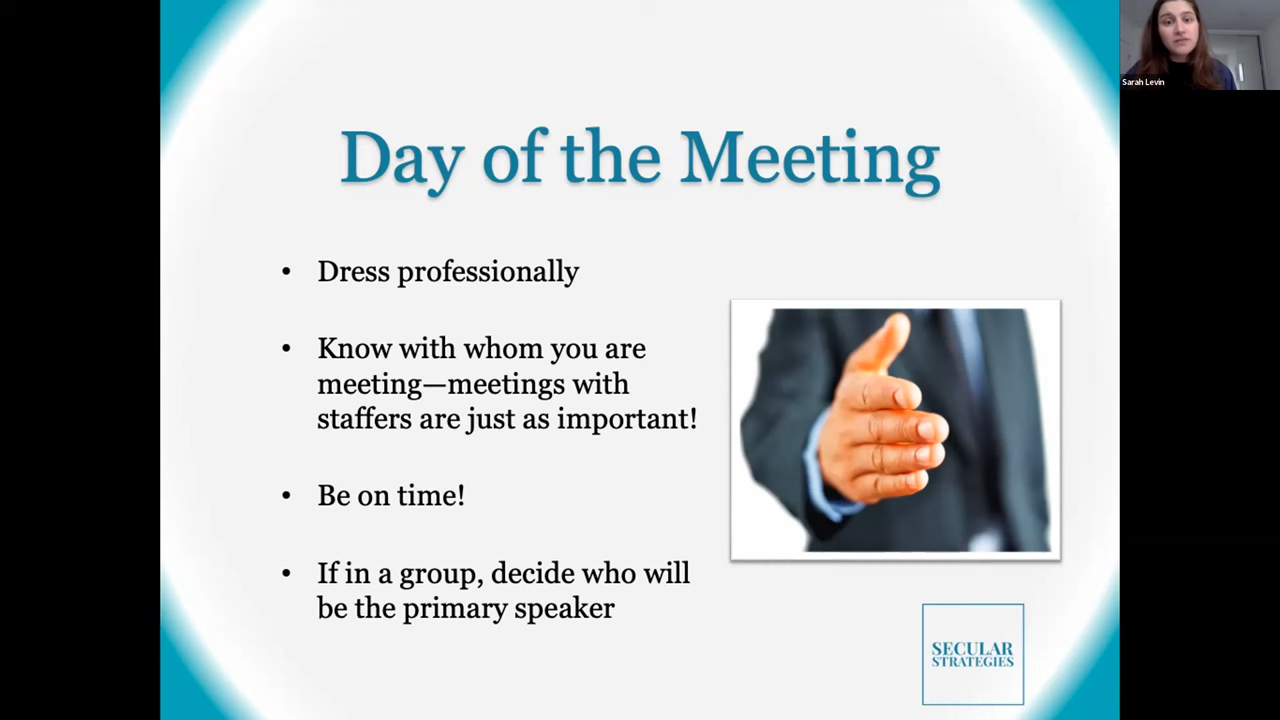 Sarah Levin
Day of the Meeting
• Dress professionally
• Know with whom you are
meeting—meetings with
staffers are just as important!
• Be on time!
• If in a group, decide who will
be the primary speaker
SECULAR
STRATEGIES